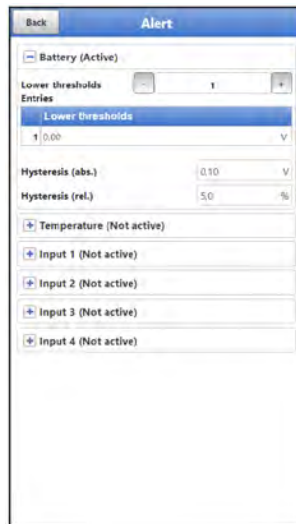 Back Alert
− Battery (Active)
Lower thresholds - 1 +
Entries
Lower thresholds
1 0.00 V
Hysteresis (abs.) 0.10 V
Hysteresis (rel.) 5.0 %
+ Temperature (Not active)
+ Input 1 (Not active)
+ Input 2 (Not active)
+ Input 3 (Not active)
+ Input 4 (Not active)